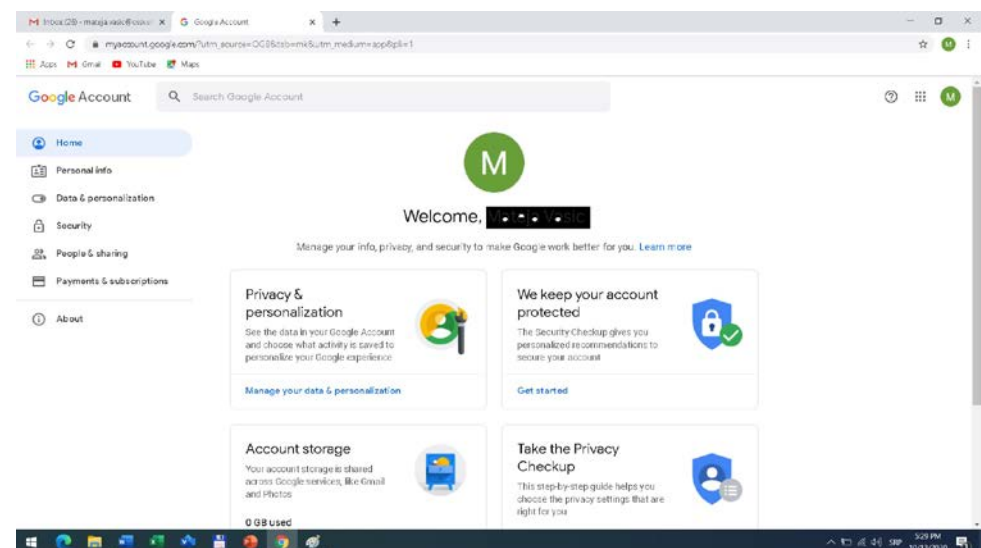 Google Account
myaccount.google.com
Apps Gmail YouTube Maps
Google Account
Search Google Account
M
Home
Personal info
Data & personalization
Security
People & sharing
Payments & subscriptions
About
M
Welcome,
Manage your info, privacy, and security to make Google work better for you. Learn more
Privacy &
personalization
See the data in your Google Account
and choose what activity is saved to
personalize your Google experience
Manage your data & personalization
We keep your account
protected
The Security Checkup gives you
personalized recommendations to
secure your account
Get started
Account storage
Your account storage is shared
across Google services, like Gmail
and Photos
0 GB used
Take the Privacy
Checkup
This step-by-step guide helps you
choose the privacy settings that are
right for you
SRP
5:29 PM